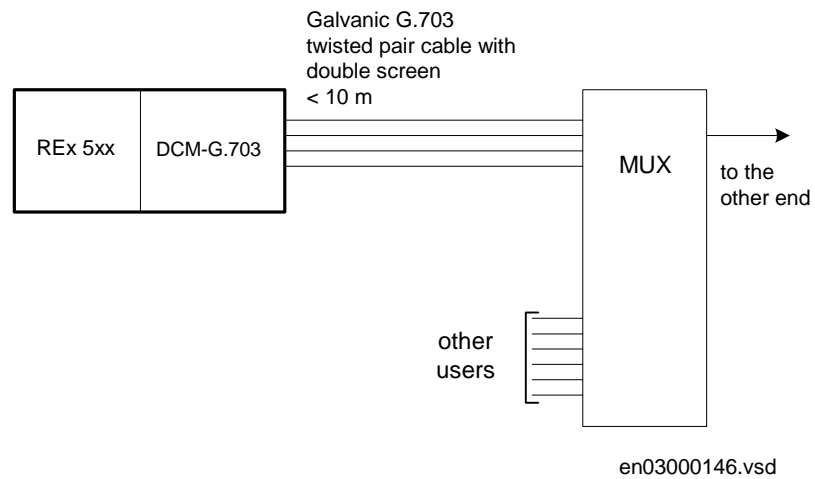 Galvanic G.703
twisted pair cable with
double screen
< 10 m
REx 5xx
DCM-G.703
MUX
to the
other end
other
users
en03000146.vsd